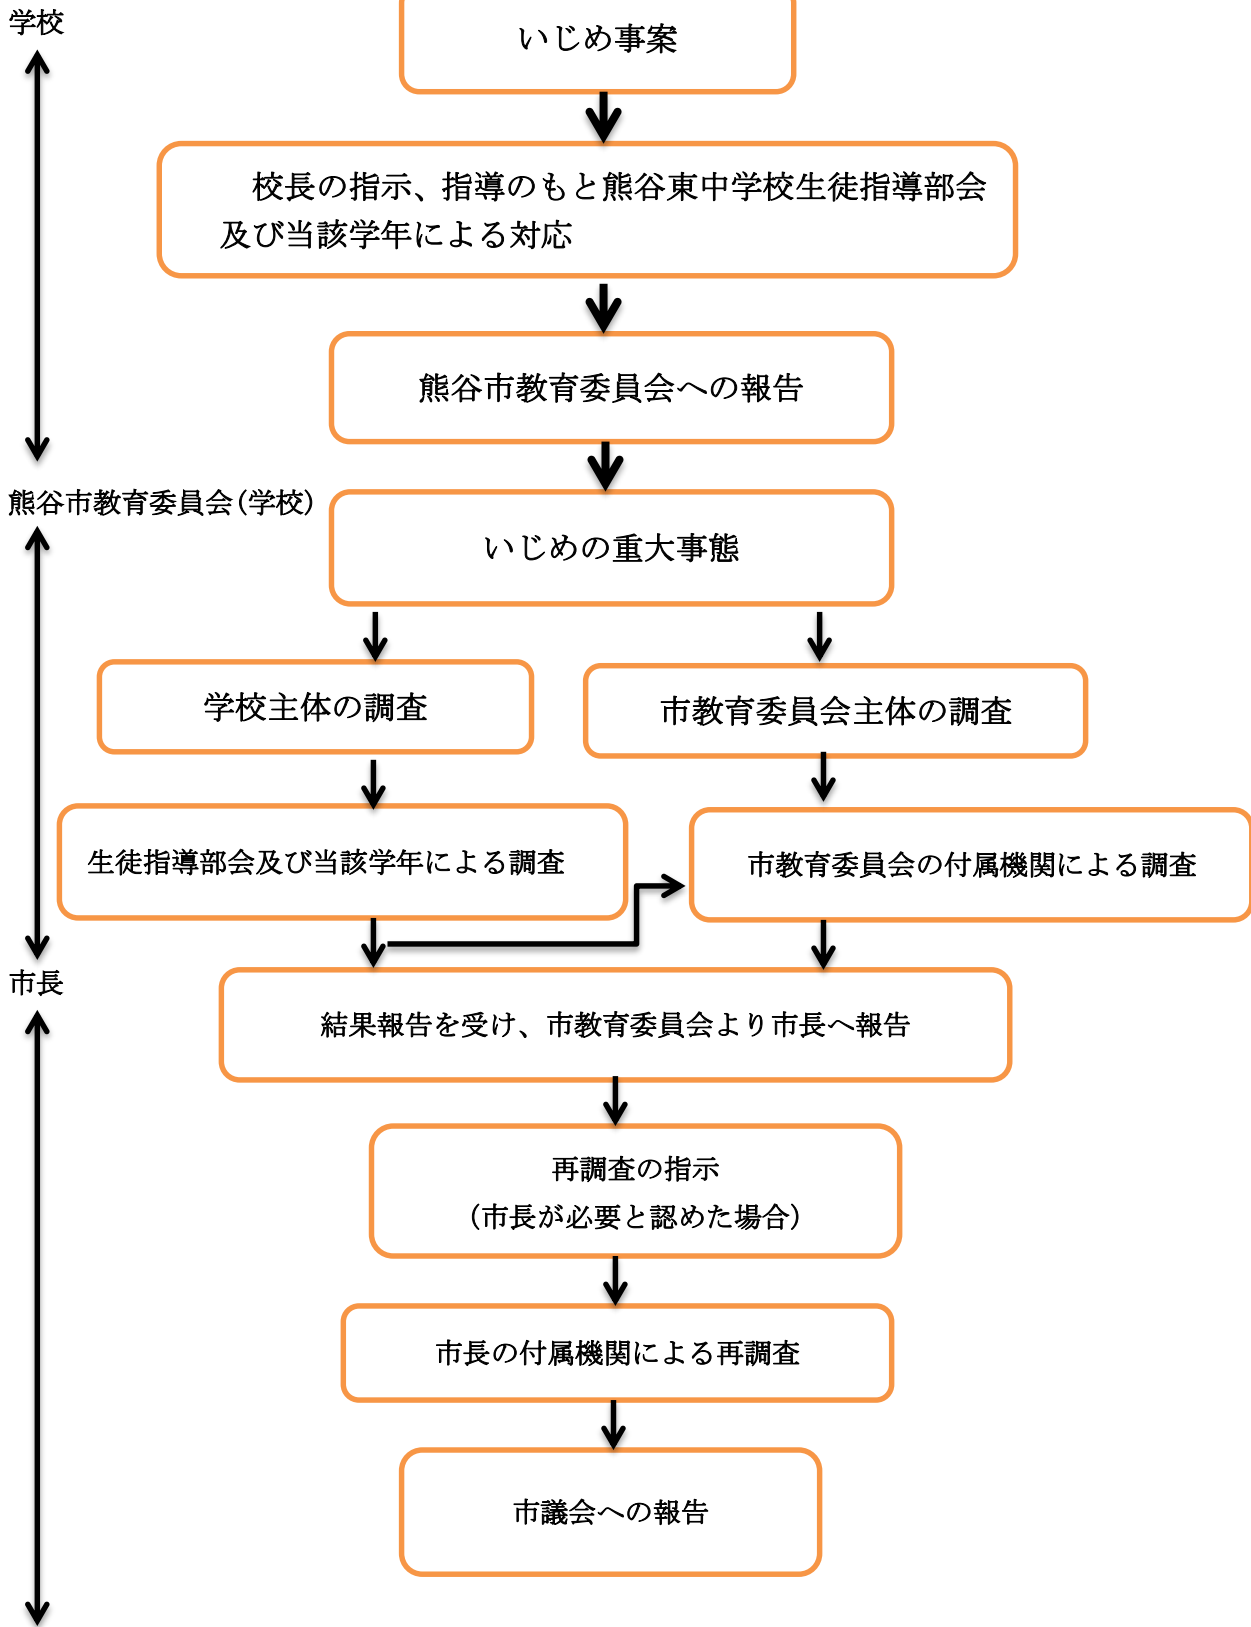 学校
いじめ事案
校長の指示、指導のもと熊谷東中学校生徒指導部会
及び当該学年による対応
熊谷市教育委員会への報告
熊谷市教育委員会(学校)
いじめの重大事態
学校主体の調査
市教育委員会主体の調査
生徒指導部会及び当該学年による調査
市教育委員会の付属機関による調査
市長
結果報告を受け、市教育委員会より市長へ報告
再調査の指示
(市長が必要と認めた場合)
市長の付属機関による再調査
市議会への報告